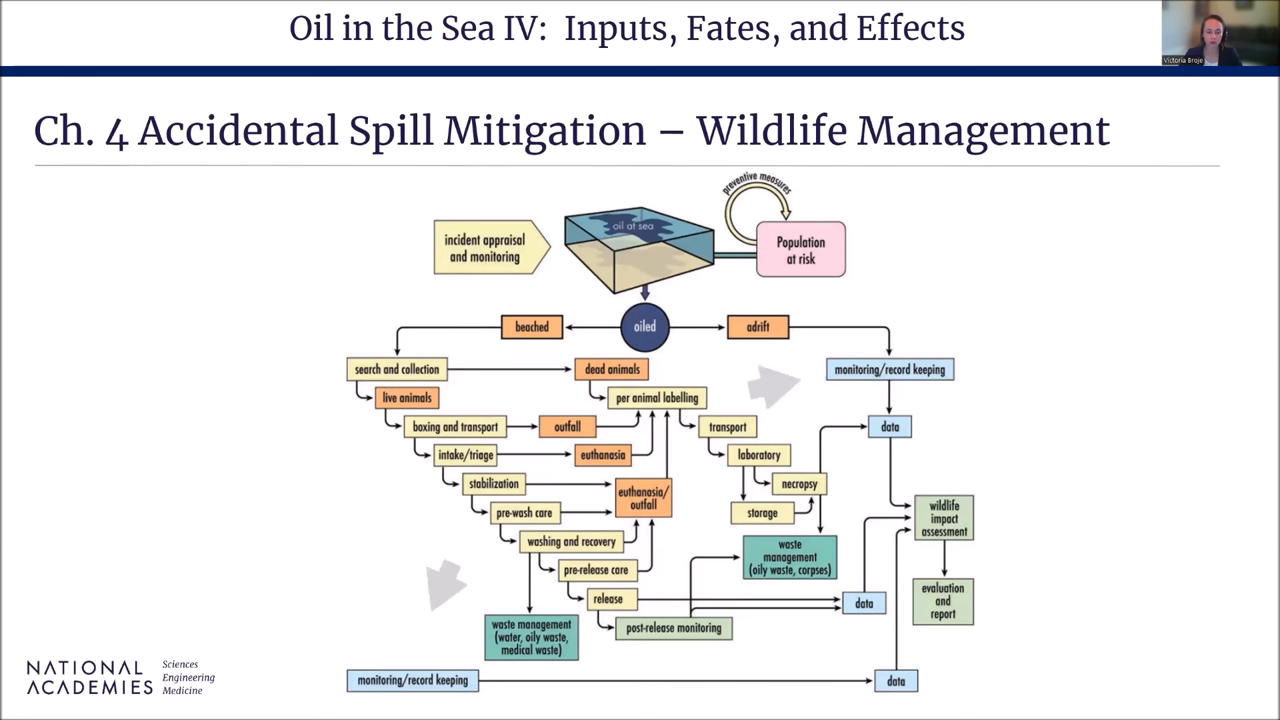 Oil in the Sea IV:  Inputs, Fates, and Effects
Victoria Broje
Ch. 4 Accidental Spill Mitigation – Wildlife Management
preventive measures
incident appraisal
and monitoring
oil at sea
Population
at risk
beached
oiled
adrift
search and collection
dead animals
monitoring/record keeping
live animals
per animal labelling
boxing and transport
outfall
transport
data
intake/triage
euthanasia
laboratory
stabilization
euthanasia/
outfall
necropsy
pre-wash care
storage
wildlife
impact
assessment
washing and recovery
waste
management
(oily waste, corpses)
pre-release care
release
data
evaluation
and
report
waste management
(water, oily waste,
medical waste)
post-release monitoring
monitoring/record keeping
data
NATIONAL
ACADEMIES
Sciences
Engineering
Medicine